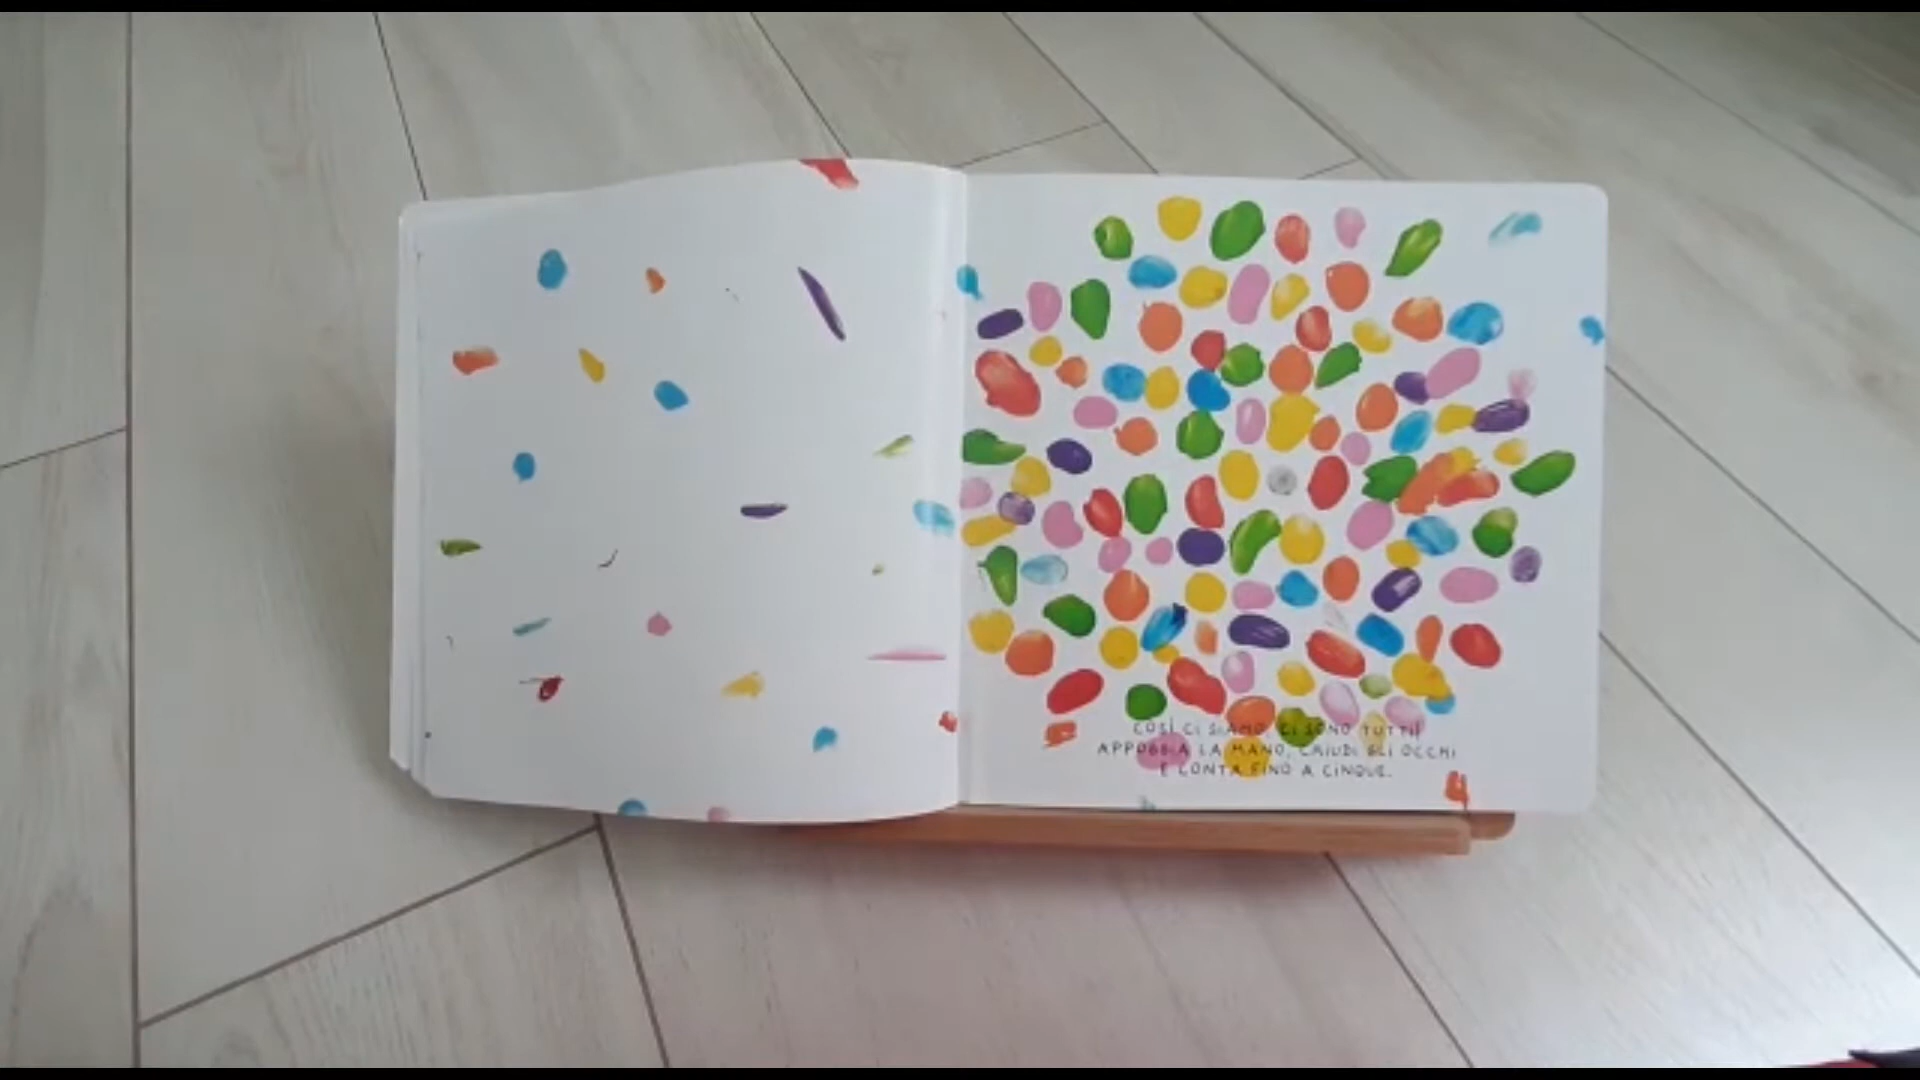 COSÌ CI SIAMO, CI SONO TUTTI!
APPOGGIA LA MANO, CHIUDI GLI OCCHI
E CONTA FINO A CINQUE.